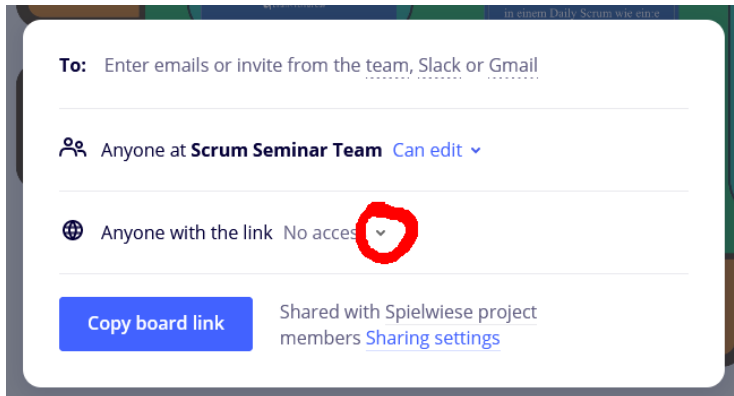 in einem Daily Scrum wie ein:e
To: Enter emails or invite from the team, Slack or Gmail
Anyone at Scrum Seminar Team Can edit
Anyone with the link No acces
Copy board link
Shared with Spielwiese project
members Sharing settings